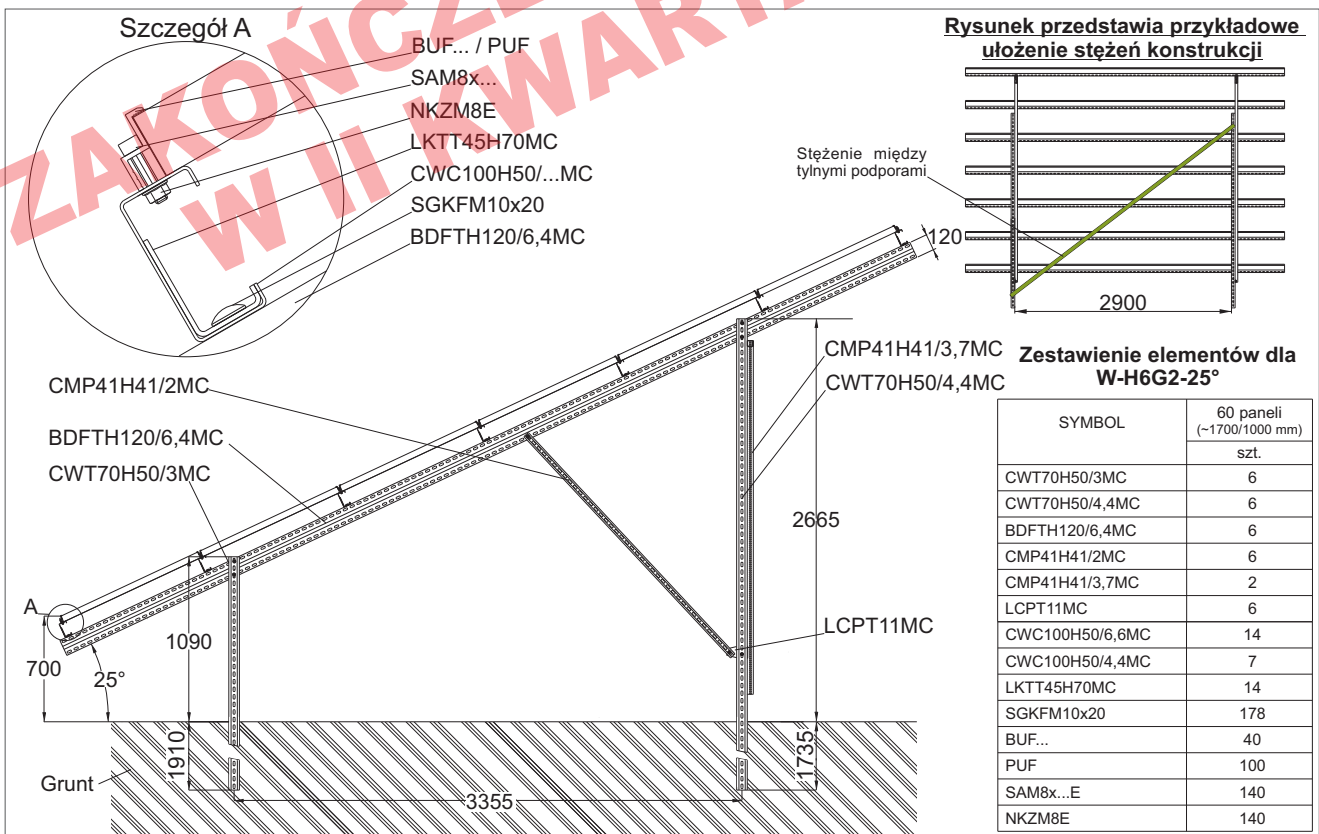 Szczegół A
BUF... / PUF
SAM8x...
NKZM8E
LKTT45H70MC
CWC100H50/...MC
SGKFM10x20
BDFTH120/6,4MC
Rysunek przedstawia przykładowe
ułożenie stężeń konstrukcji
Stężenie między
tylnymi podporami
2900
120
CMP41H41/3,7MC
CWT70H50/4,4MC
CMP41H41/2MC
BDFTH120/6,4MC
CWT70H50/3MC
2665
LCPT11MC
A
700
25°
1090
1910
1735
3355
Grunt
Zestawienie elementów dla
W-H6G2-25°
SYMBOL 60 paneli
(~1700/1000 mm)
szt.
CWT70H50/3MC 6
CWT70H50/4,4MC 6
BDFTH120/6,4MC 6
CMP41H41/2MC 6
CMP41H41/3,7MC 2
LCPT11MC 6
CWC100H50/6,6MC 14
CWC100H50/4,4MC 7
LKTT45H70MC 14
SGKFM10x20 178
BUF... 40
PUF 100
SAM8x...E 140
NKZM8E 140
W II